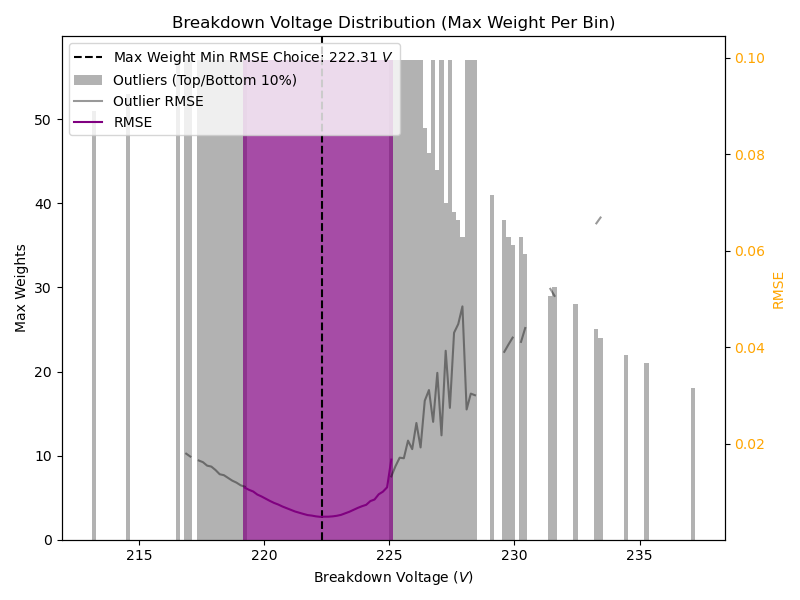 Breakdown Voltage Distribution (Max Weight Per Bin)
Max Weight Min RMSE Choice: 222.31 V
Outliers (Top/Bottom 10%)
Outlier RMSE
RMSE
Max Weights
0
10
20
30
40
50
215
220
225
230
235
Breakdown Voltage (V)
0.10
0.08
0.06
0.04
0.02
RMSE